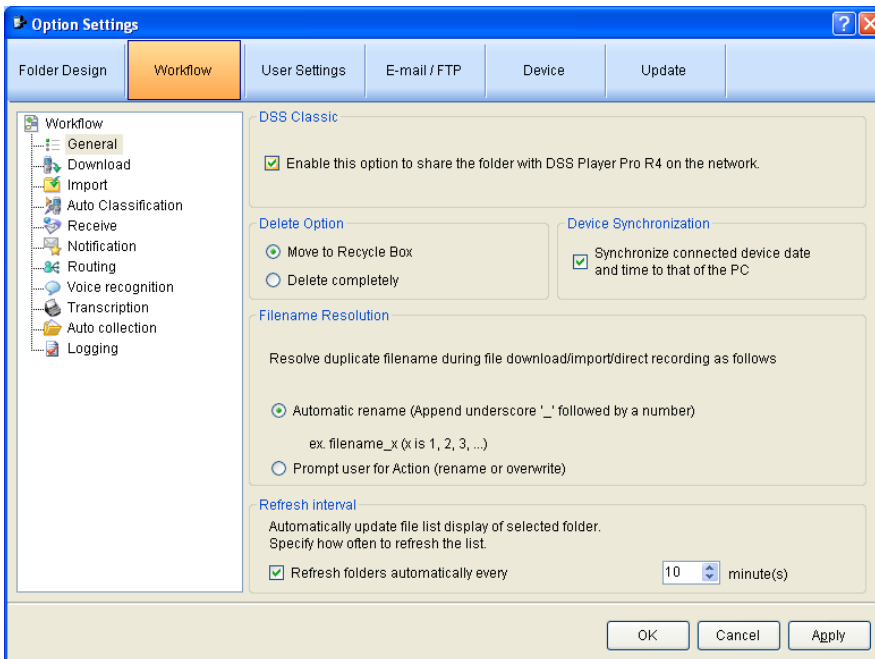 Option Settings
Folder Design
Workflow
User Settings
E-mail / FTP
Device
Update
Workflow
General
Download
Import
Auto Classification
Receive
Notification
Routing
Voice recognition
Transcription
Auto collection
Logging
DSS Classic
Enable this option to share the folder with DSS Player Pro R4 on the network.
Delete Option
Move to Recycle Box
Delete completely
Device Synchronization
Synchronize connected device date
and time to that of the PC
Filename Resolution
Resolve duplicate filename during file download/import/direct recording as follows
Automatic rename (Append underscore '_' followed by a number)
ex. filename_x (x is 1, 2, 3, ...)
Prompt user for Action (rename or overwrite)
Refresh interval
Automatically update file list display of selected folder.
Specify how often to refresh the list.
Refresh folders automatically every
10
minute(s)
OK
Cancel
Apply